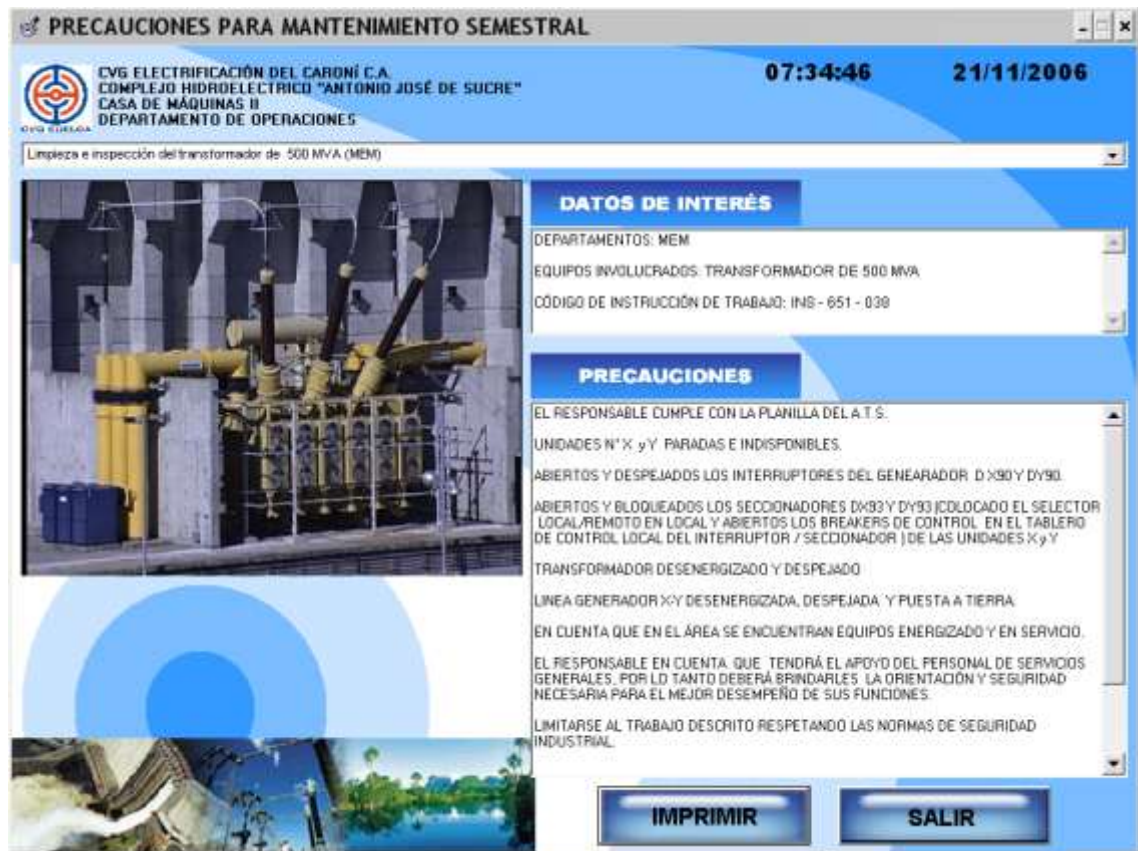 PRECAUCIONES PARA MANTENIMIENTO SEMESTRAL
CVG ELECTRIFICACIÓN DEL CARONÍ C.A.
COMPLEJO HIDROELECTRICO "ANTONIO JOSÉ DE SUCRE"
CASA DE MÁQUINAS II
DEPARTAMENTO DE OPERACIONES
07:34:46
21/11/2006
CVG EDELCA
Limpieza e inspección del transformador de 500 MVA (MEM)
DATOS DE INTERÉS
DEPARTAMENTOS: MEM
EQUIPOS INVOLUCRADOS: TRANSFORMADOR DE 500 MVA
CÓDIGO DE INSTRUCCIÓN DE TRABAJO: INS - 651 - 038
PRECAUCIONES
EL RESPONSABLE CUMPLE CON LA PLANILLA DEL A.T.S.
UNIDADES N° X y Y PARADAS E INDISPONIBLES.
ABIERTOS Y DESPEJADOS LOS INTERRUPTORES DEL GENEARADOR D X90 Y DY90.
ABIERTOS Y BLOQUEADOS LOS SECCIONADORES DX93 Y DY93 (COLOCADO EL SELECTOR
LOCAL/REMOTO EN LOCAL Y ABIERTOS LOS BREAKERS DE CONTROL EN EL TABLERO
DE CONTROL LOCAL DEL INTERRUPTOR / SECCIONADOR ) DE LAS UNIDADES X y Y
TRANSFORMADOR DESENERGIZADO Y DESPEJADO
LINEA GENERADOR X-Y DESENERGIZADA, DESPEJADA Y PUESTA A TIERRA.
EN CUENTA QUE EN EL ÁREA SE ENCUENTRAN EQUIPOS ENERGIZADO Y EN SERVICIO.
EL RESPONSABLE EN CUENTA QUE TENDRÁ EL APOYO DEL PERSONAL DE SERVICIOS
GENERALES, POR LO TANTO DEBERÁ BRINDARLES LA ORIENTACIÓN Y SEGURIDAD
NECESARIA PARA EL MEJOR DESEMPEÑO DE SUS FUNCIONES.
LIMITARSE AL TRABAJO DESCRITO RESPETANDO LAS NORMAS DE SEGURIDAD
INDUSTRIAL.
IMPRIMIR
SALIR